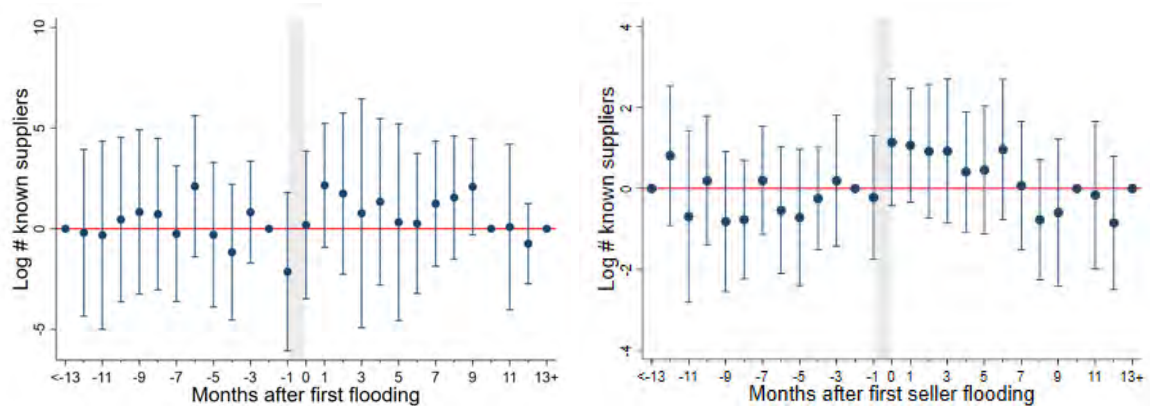 10
5
0
-5
Log # known suppliers
<-13 -11 -9 -7 -5 -3 -1 0 1 3 5 7 9 11 13+
Months after first flooding
4
2
0
-2
-4
Log # known suppliers
<-13 -11 -9 -7 -5 -3 -1 0 1 3 5 7 9 11 13+
Months after first seller flooding